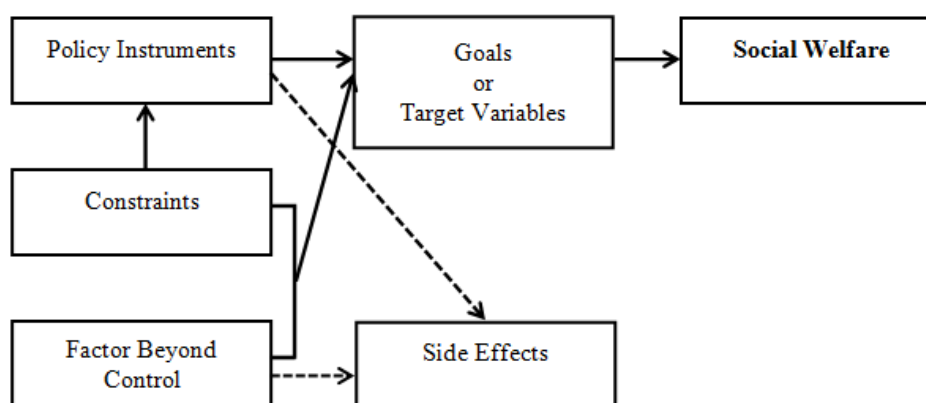 Policy Instruments
Goals
or
Target Variables
Social Welfare
Constraints
Factor Beyond
Control
Side Effects